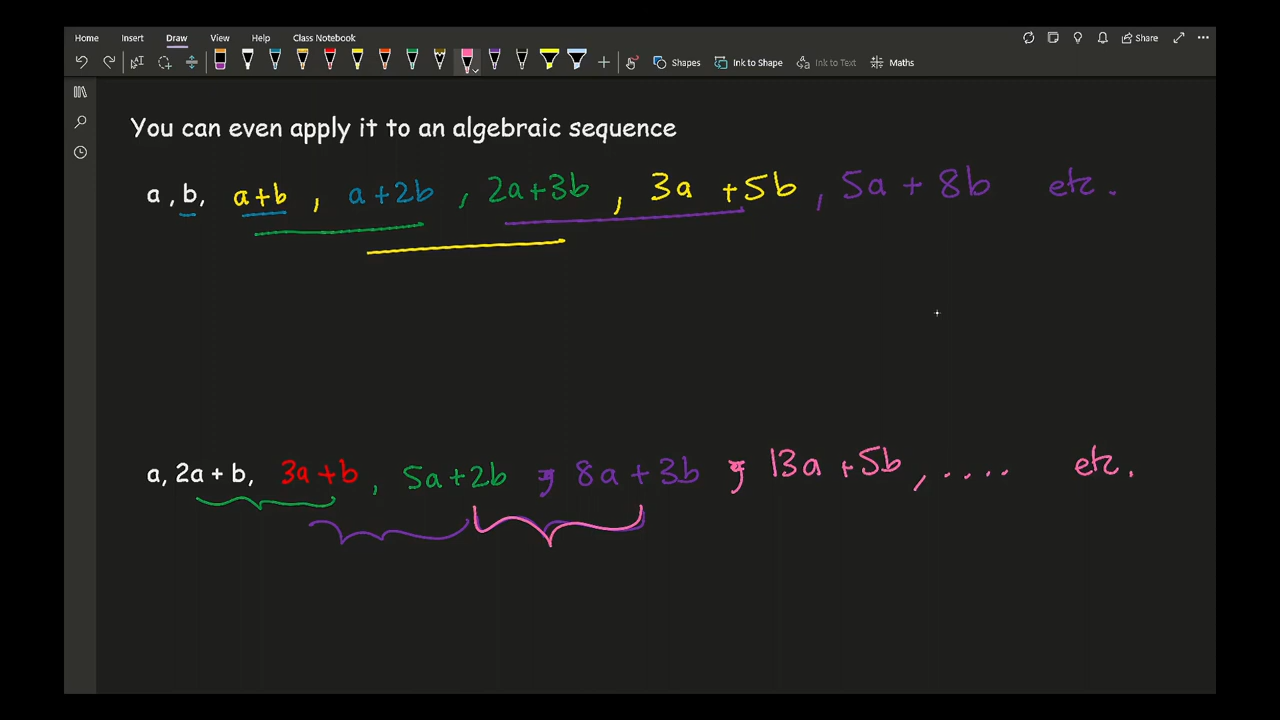 Home Insert Draw View Help Class Notebook Share
Shapes Ink to Shape Ink to Text Maths
You can even apply it to an algebraic sequence
a , b, a+b , a+2b , 2a+3b , 3a +5b , 5a + 8b etc.
a, 2a + b, 3a+b , 5a+2b , 8a+3b , 13a+5b , .... etc.